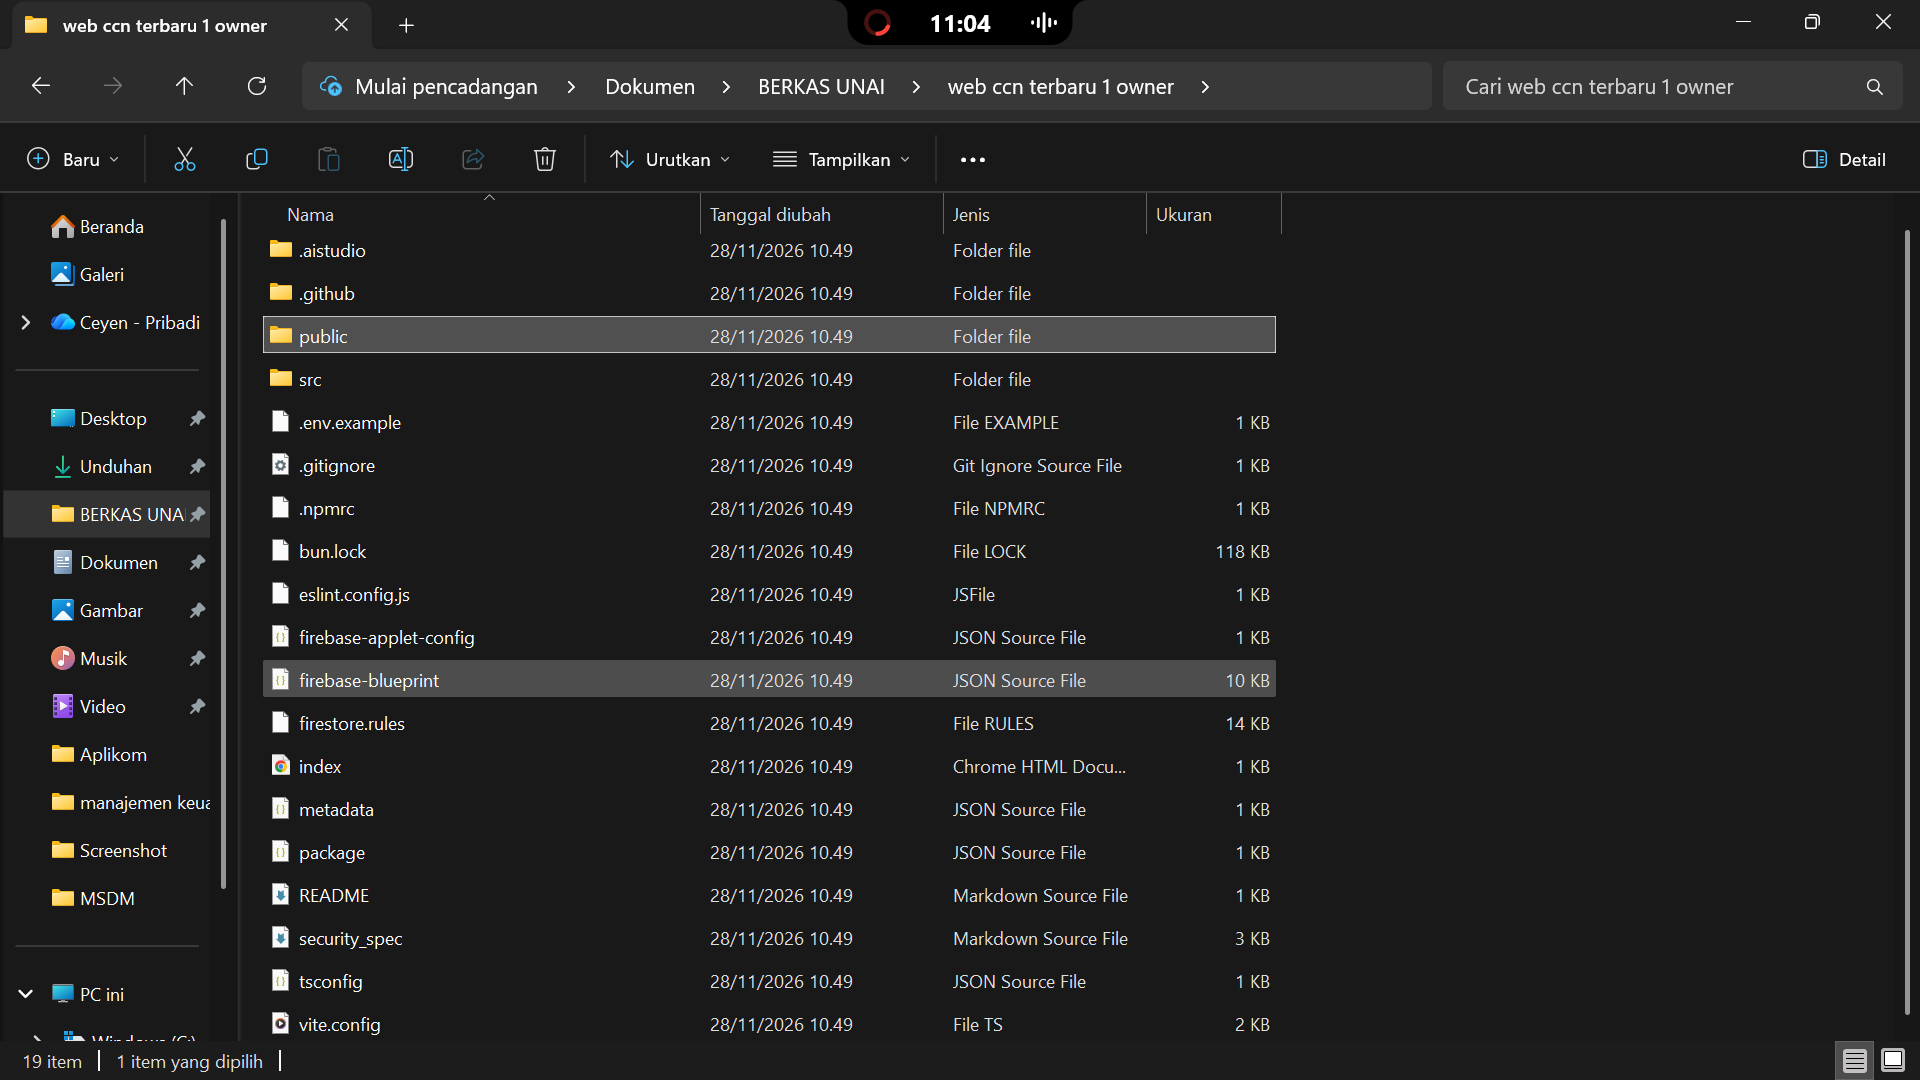 web ccn terbaru 1 owner
11:04
Mulai pencadangan > Dokumen > BERKAS UNAI > web ccn terbaru 1 owner >
Cari web ccn terbaru 1 owner
Baru
Urutkan
Tampilkan
Detail
Beranda
Galeri
Ceyen - Pribadi
Desktop
Unduhan
BERKAS UNAI
Dokumen
Gambar
Musik
Video
Aplikom
manajemen keua
Screenshot
MSDM
PC ini
Windows (C:)
Nama Tanggal diubah Jenis Ukuran
.aistudio 28/11/2026 10.49 Folder file
.github 28/11/2026 10.49 Folder file
public 28/11/2026 10.49 Folder file
src 28/11/2026 10.49 Folder file
.env.example 28/11/2026 10.49 File EXAMPLE 1 KB
.gitignore 28/11/2026 10.49 Git Ignore Source File 1 KB
.npmrc 28/11/2026 10.49 File NPMRC 1 KB
bun.lock 28/11/2026 10.49 File LOCK 118 KB
eslint.config.js 28/11/2026 10.49 JSFile 1 KB
firebase-applet-config 28/11/2026 10.49 JSON Source File 1 KB
firebase-blueprint 28/11/2026 10.49 JSON Source File 10 KB
firestore.rules 28/11/2026 10.49 File RULES 14 KB
index 28/11/2026 10.49 Chrome HTML Docu... 1 KB
metadata 28/11/2026 10.49 JSON Source File 1 KB
package 28/11/2026 10.49 JSON Source File 1 KB
README 28/11/2026 10.49 Markdown Source File 1 KB
security_spec 28/11/2026 10.49 Markdown Source File 3 KB
tsconfig 28/11/2026 10.49 JSON Source File 1 KB
vite.config 28/11/2026 10.49 File TS 2 KB
19 item
1 item yang dipilih